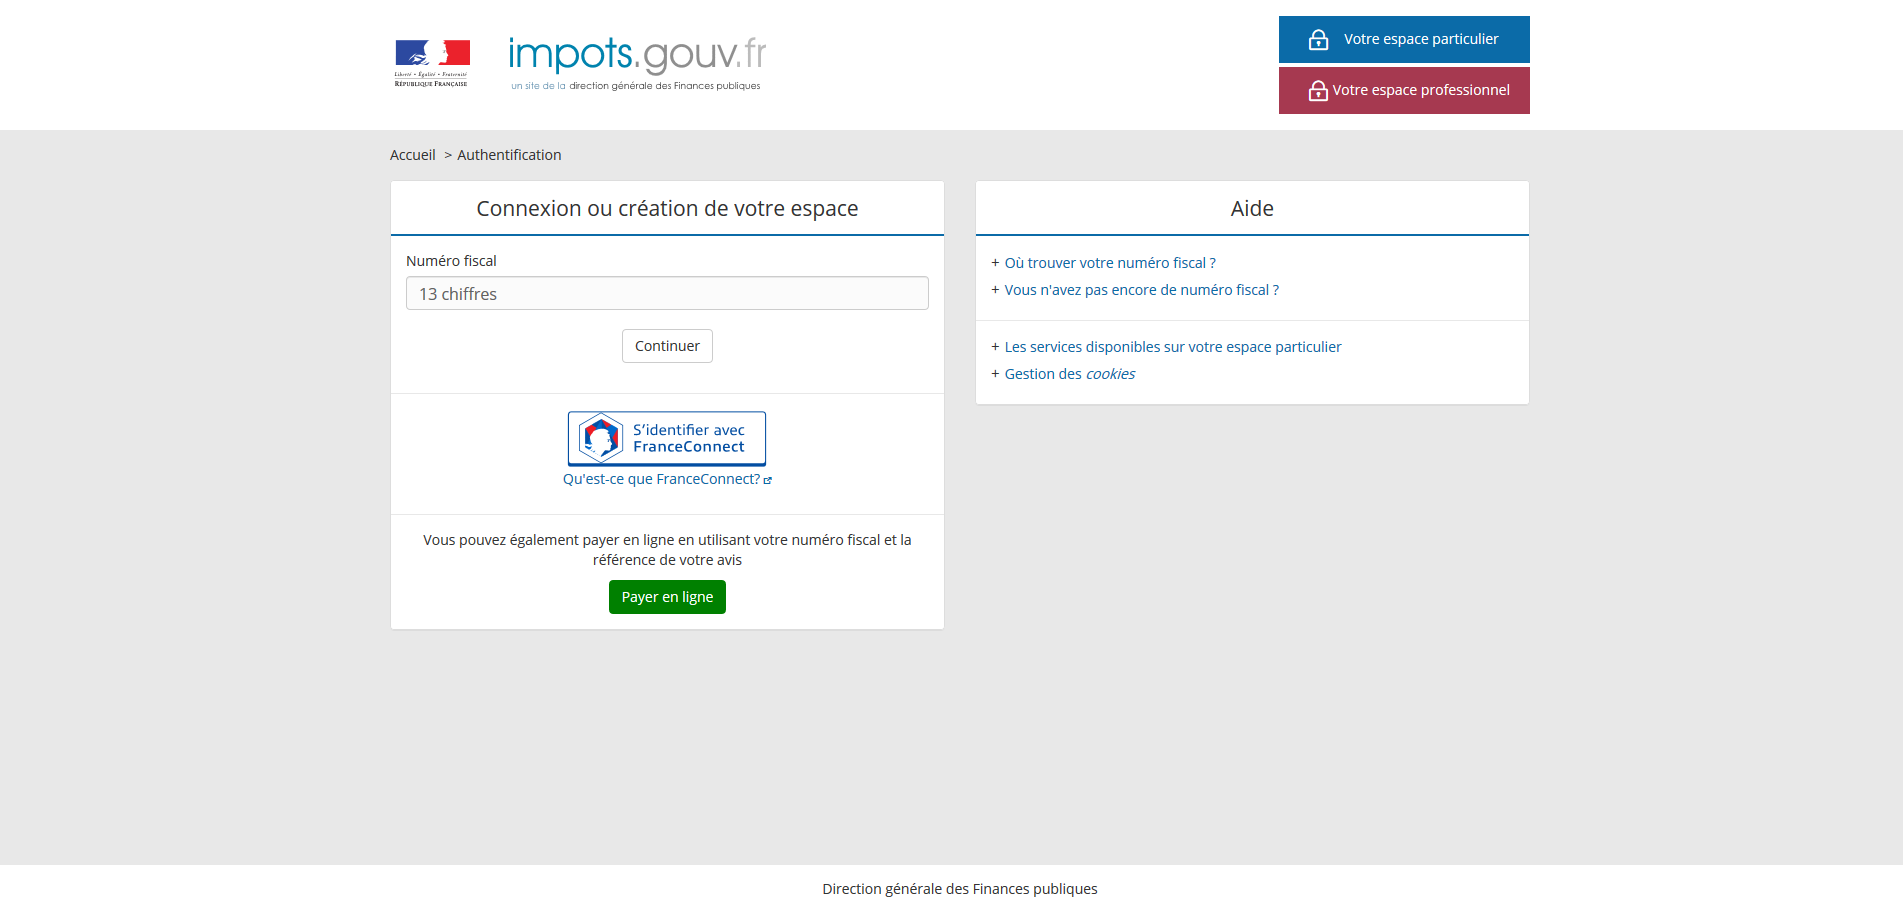 Liberté • Égalité • Fraternité
RÉPUBLIQUE FRANÇAISE
impots.gouv.fr
un site de la direction générale des Finances publiques
Votre espace particulier
Votre espace professionnel
Accueil > Authentification
Connexion ou création de votre espace
Numéro fiscal
13 chiffres
Continuer
S'identifier avec
FranceConnect
Qu'est-ce que FranceConnect?
Vous pouvez également payer en ligne en utilisant votre numéro fiscal et la
référence de votre avis
Payer en ligne
Aide
+ Où trouver votre numéro fiscal ?
+ Vous n'avez pas encore de numéro fiscal ?
+ Les services disponibles sur votre espace particulier
+ Gestion des cookies
Direction générale des Finances publiques